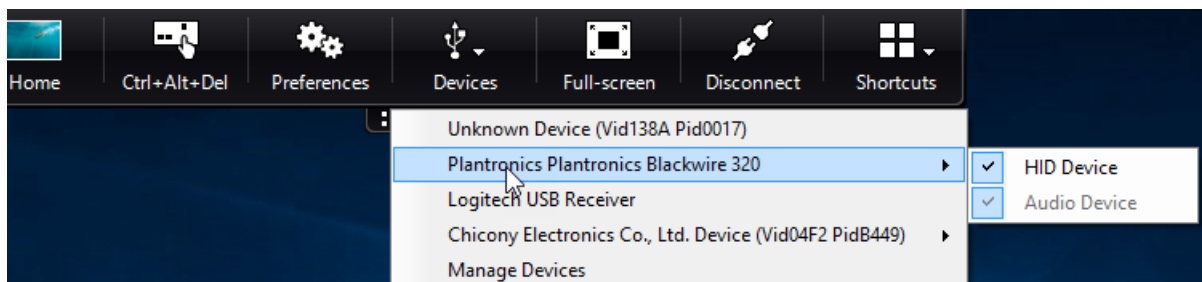 Home Ctrl+Alt+Del Preferences Devices Full-screen Disconnect Shortcuts
Unknown Device (Vid138A Pid0017)
Plantronics Plantronics Blackwire 320
HID Device
Logitech USB Receiver
Audio Device
Chicony Electronics Co., Ltd. Device (Vid04F2 PidB449)
Manage Devices